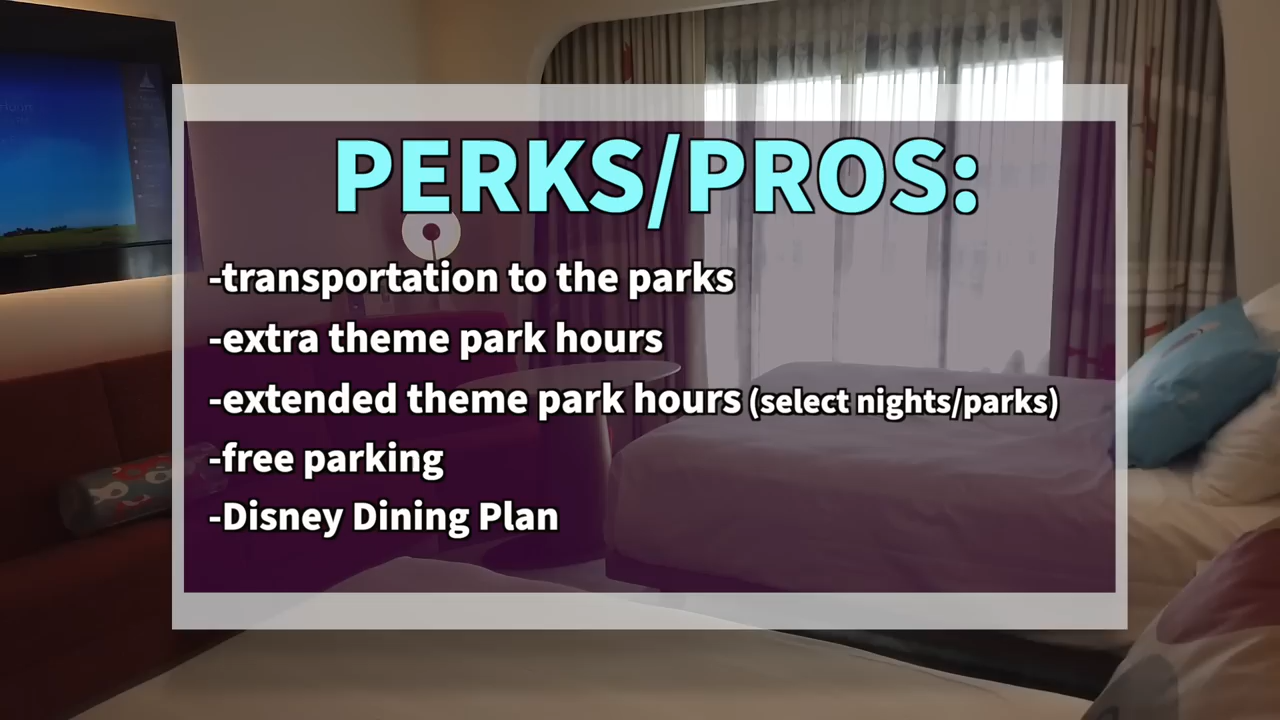 PERKS/PROS:
-transportation to the parks
-extra theme park hours
-extended theme park hours (select nights/parks)
-free parking
-Disney Dining Plan